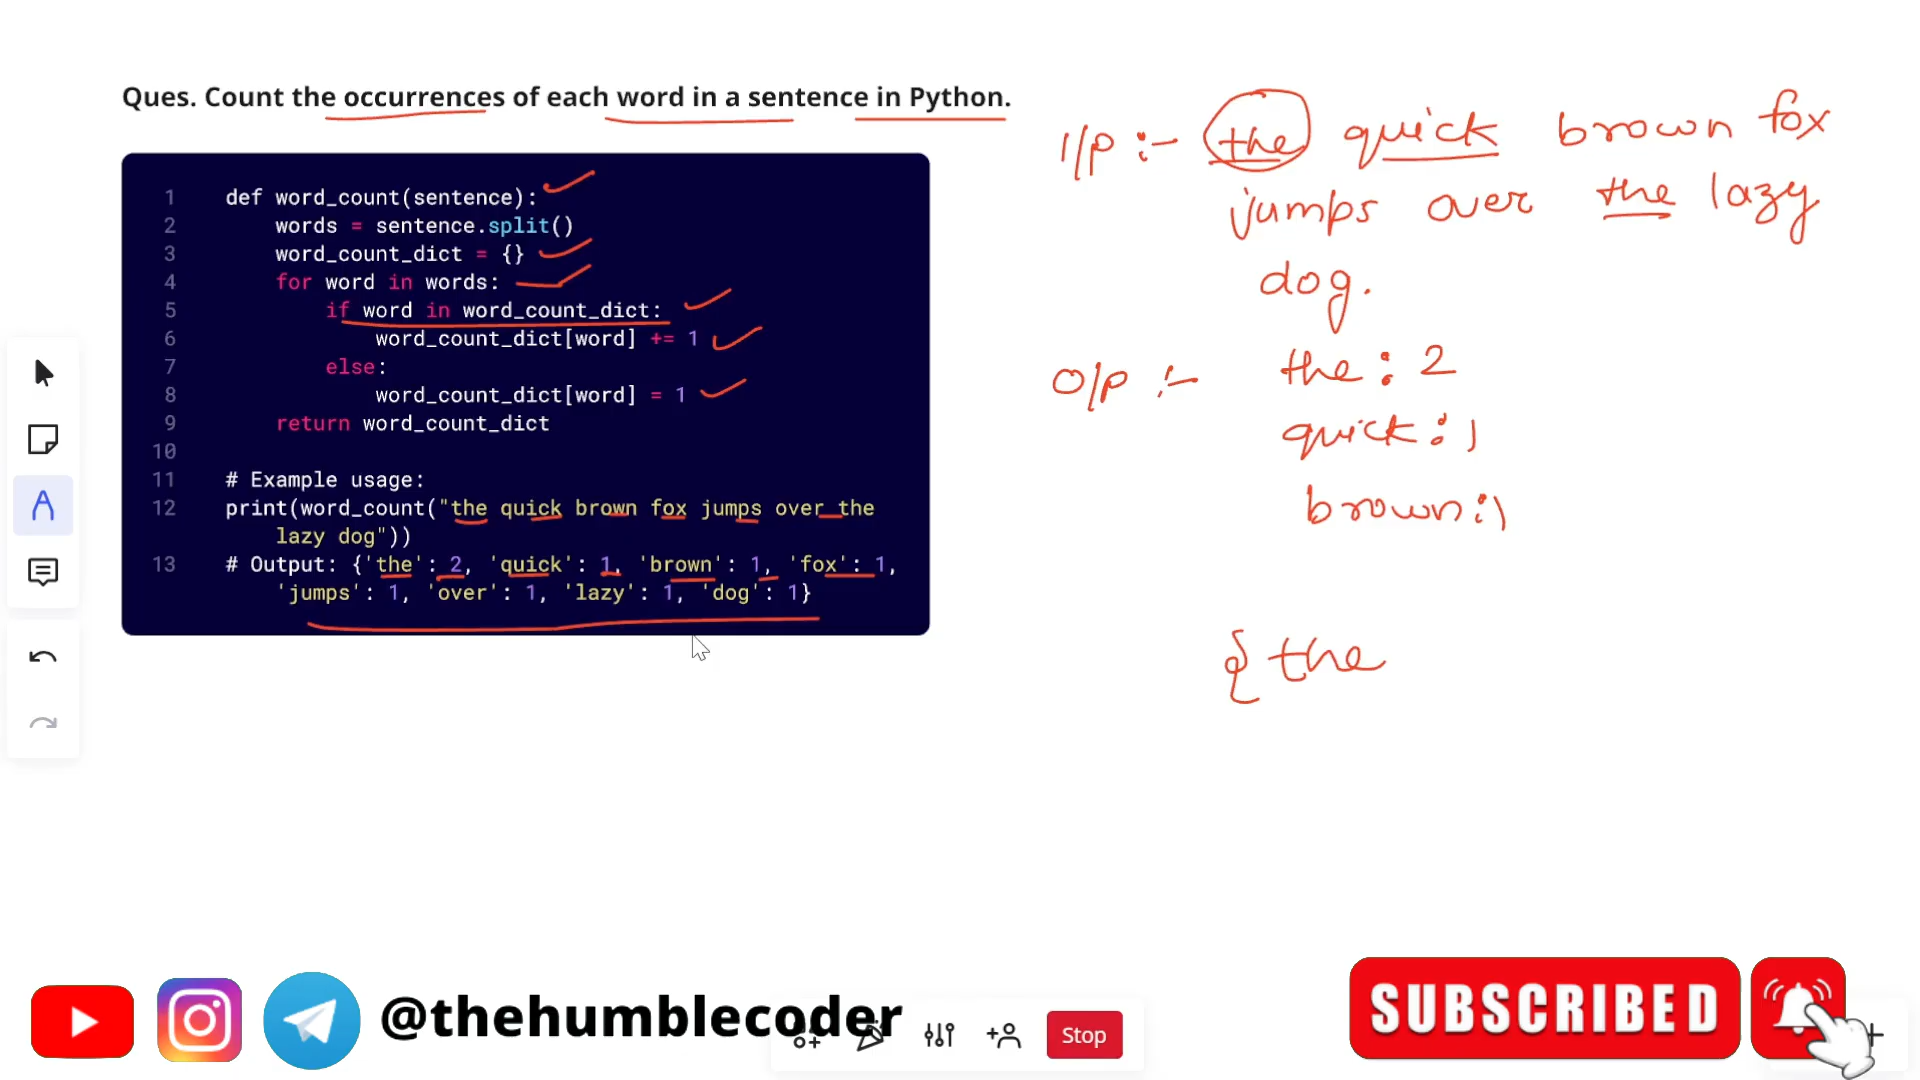 Ques. Count the occurrences of each word in a sentence in Python.
1 def word_count(sentence):
2 words = sentence.split()
3 word_count_dict = {}
4 for word in words:
5 if word in word_count_dict:
6 word_count_dict[word] += 1
7 else:
8 word_count_dict[word] = 1
9 return word_count_dict
10
11 # Example usage:
12 print(word_count("the quick brown fox jumps over the
lazy dog"))
13 # Output: {'the': 2, 'quick': 1, 'brown': 1, 'fox': 1,
'jumps': 1, 'over': 1, 'lazy': 1, 'dog': 1}
I/P :- the quick brown fox
jumps over the lazy
dog.
O/P :- the : 2
quick : 1
brown : 1
{ the
@thehumblecoder
Stop
SUBSCRIBED